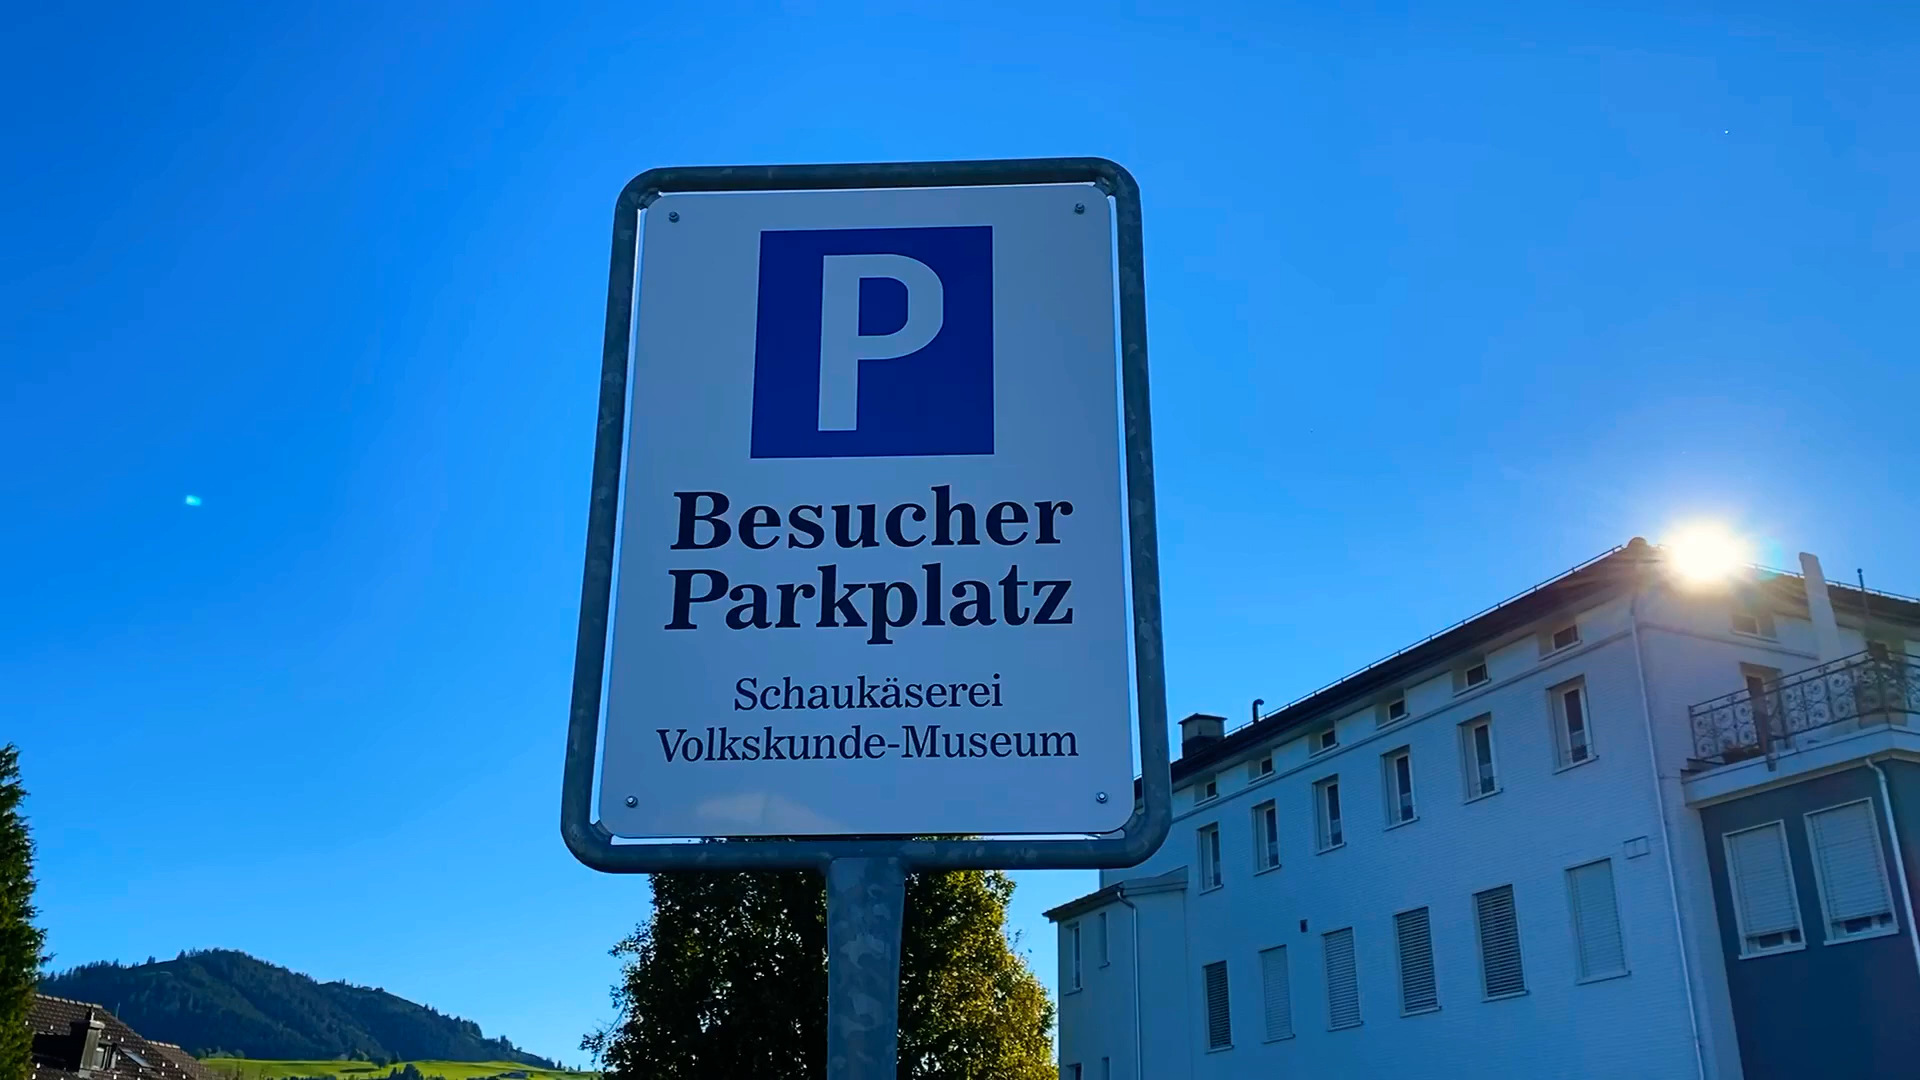 P
Besucher
Parkplatz
Schaukäserei
Volkskunde-Museum